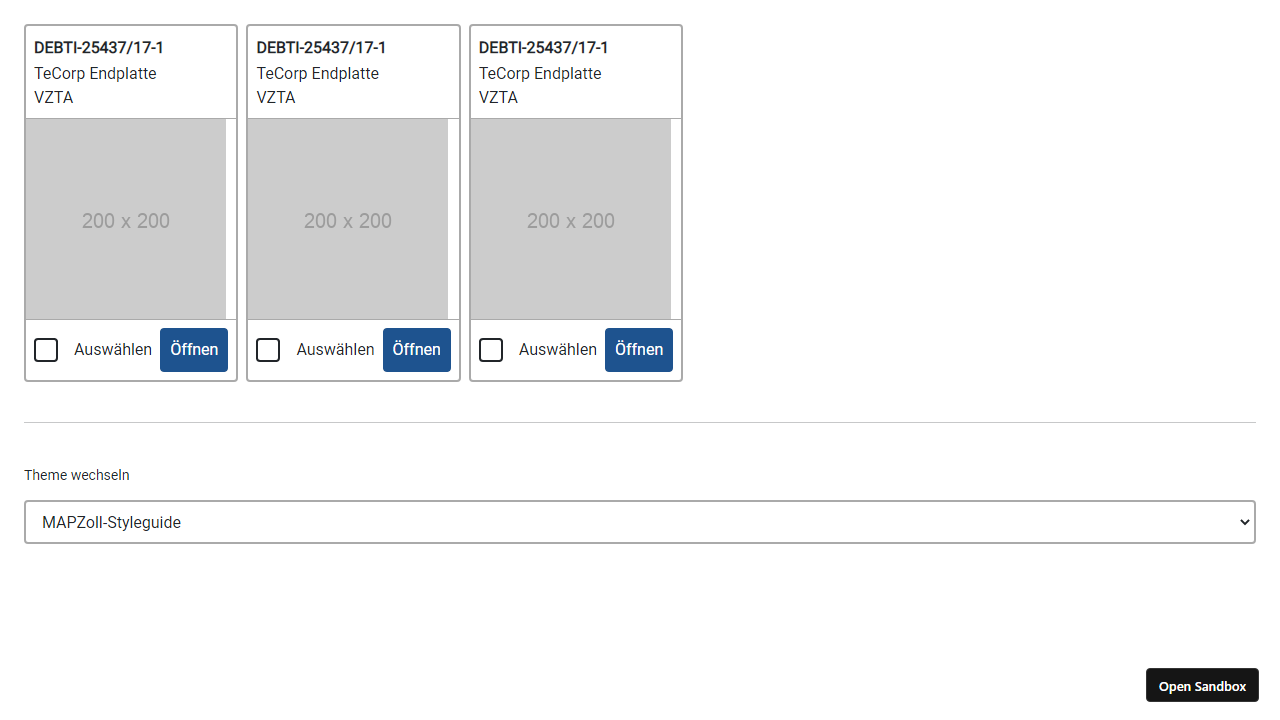 DEBTI-25437/17-1
TeCorp Endplatte
VZTA
200 x 200
Auswählen Öffnen
DEBTI-25437/17-1
TeCorp Endplatte
VZTA
200 x 200
Auswählen Öffnen
DEBTI-25437/17-1
TeCorp Endplatte
VZTA
200 x 200
Auswählen Öffnen
Theme wechseln
MAPZoll-Styleguide
Open Sandbox